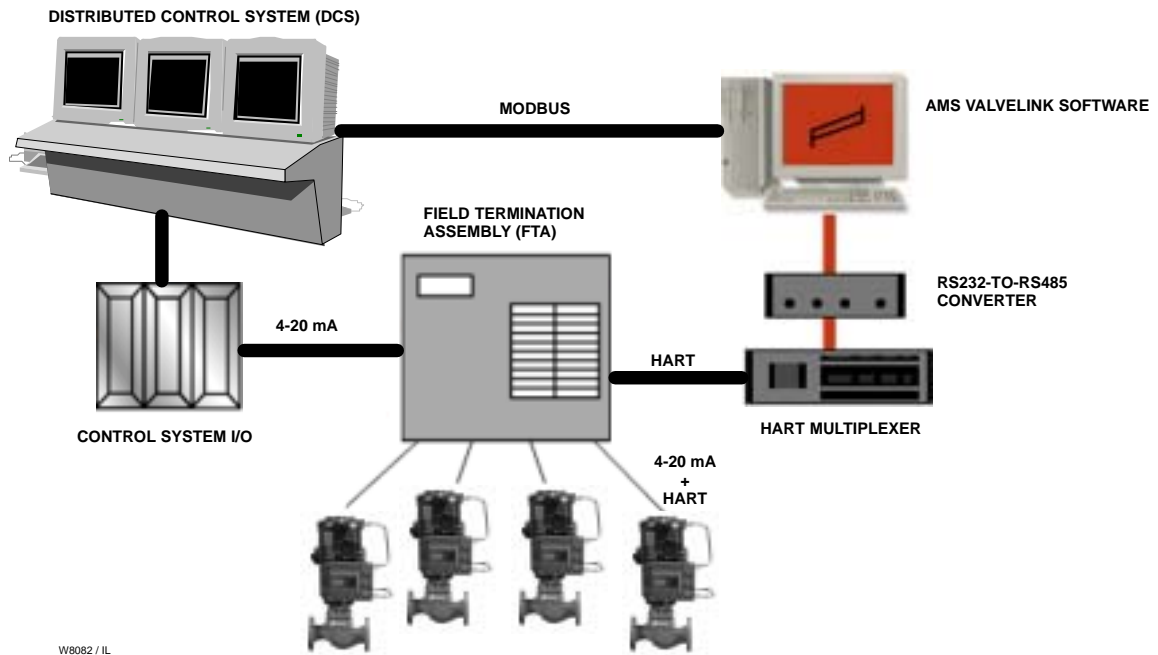 DISTRIBUTED CONTROL SYSTEM (DCS)
MODBUS
AMS VALVELINK SOFTWARE
FIELD TERMINATION
ASSEMBLY (FTA)
RS232-TO-RS485
CONVERTER
4-20 mA
HART
CONTROL SYSTEM I/O
HART MULTIPLEXER
4-20 mA
+
HART
W8082 / IL